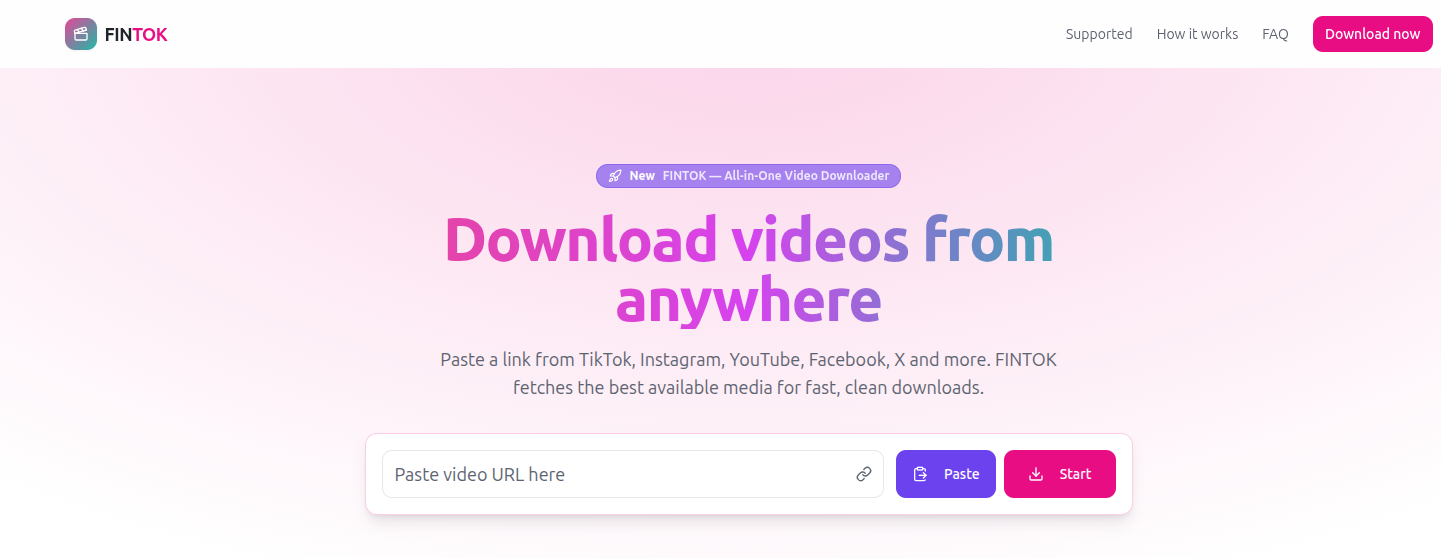 FINTOK
Supported
How it works
FAQ
Download now
New FINTOK — All-in-One Video Downloader
Download videos from
anywhere
Paste a link from TikTok, Instagram, YouTube, Facebook, X and more. FINTOK
fetches the best available media for fast, clean downloads.
Paste video URL here
Paste
Start